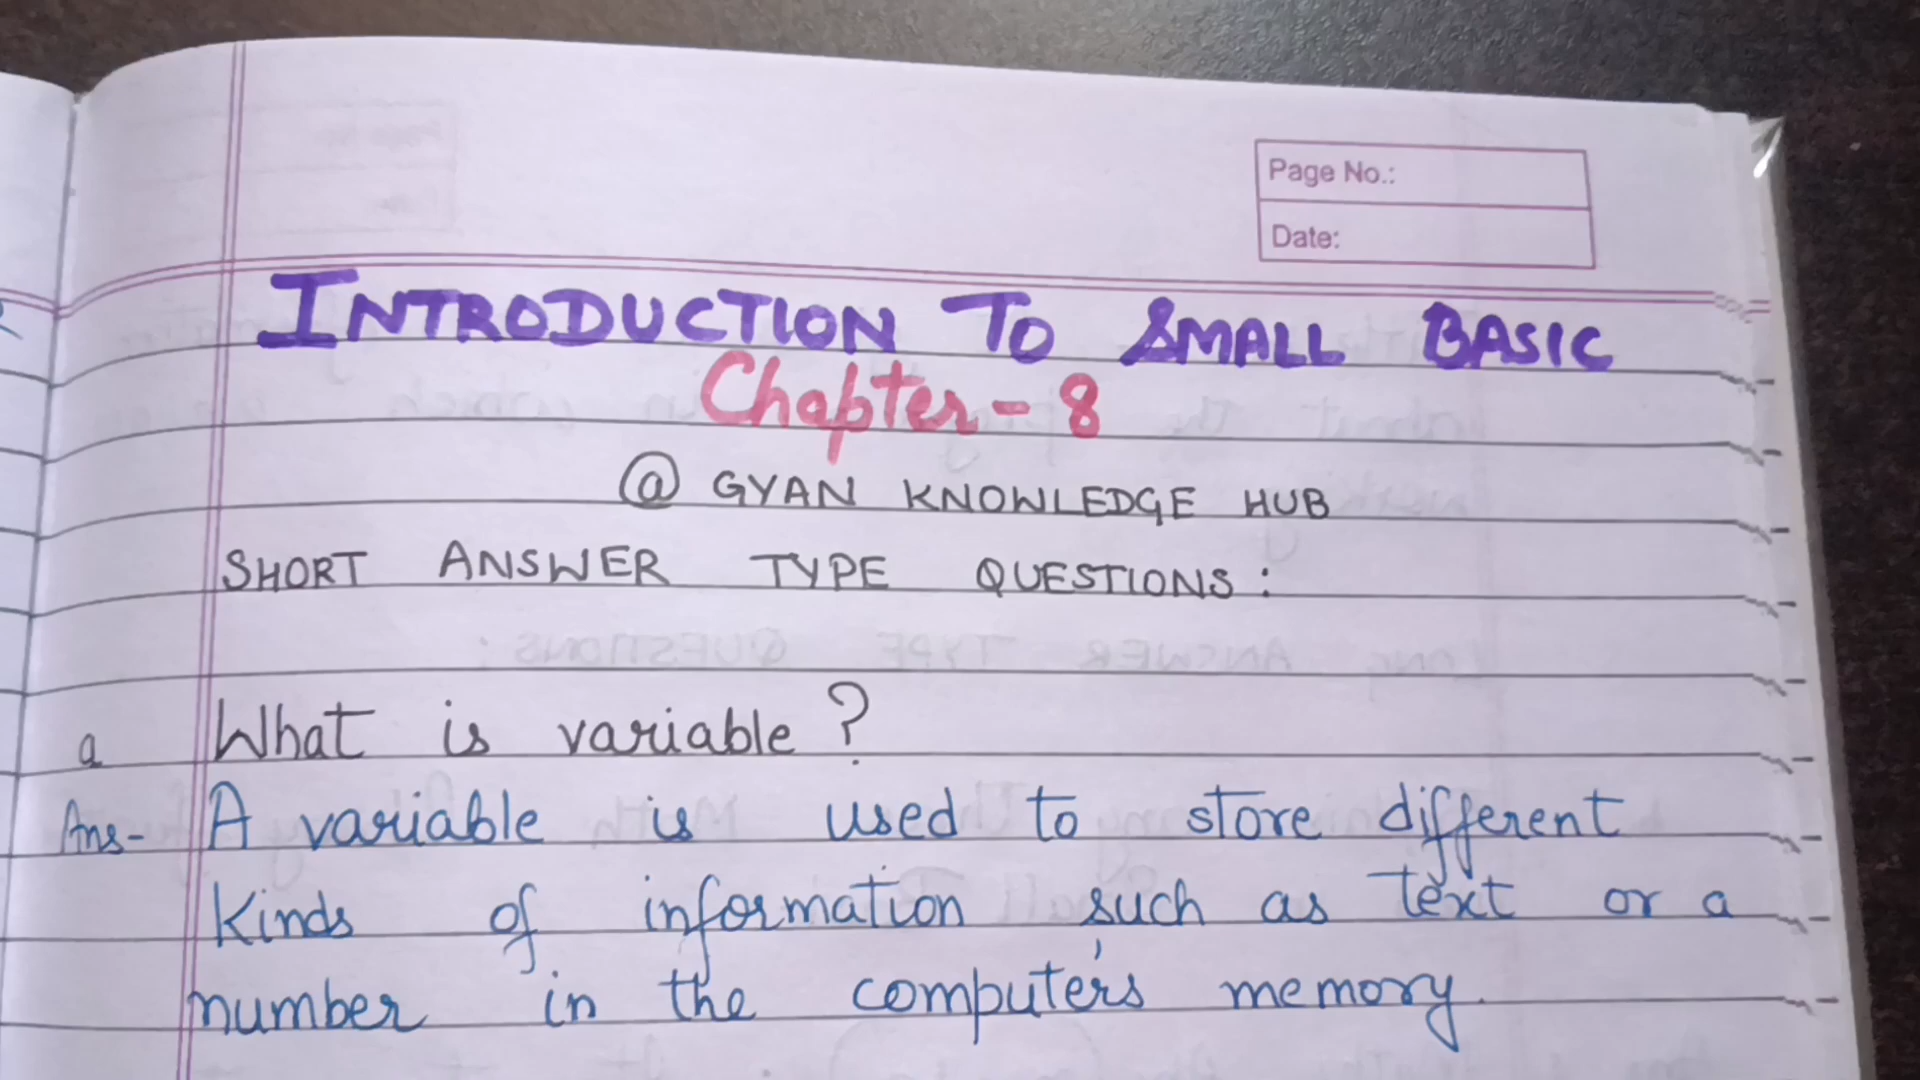 Page No.:
Date:
INTRODUCTION TO SMALL BASIC
Chapter - 8
@ GYAN KNOWLEDGE HUB
SHORT ANSWER TYPE QUESTIONS :
a What is variable ?
Ans- A variable is used to store different
kinds of information such as text or a
number in the computer's memory.